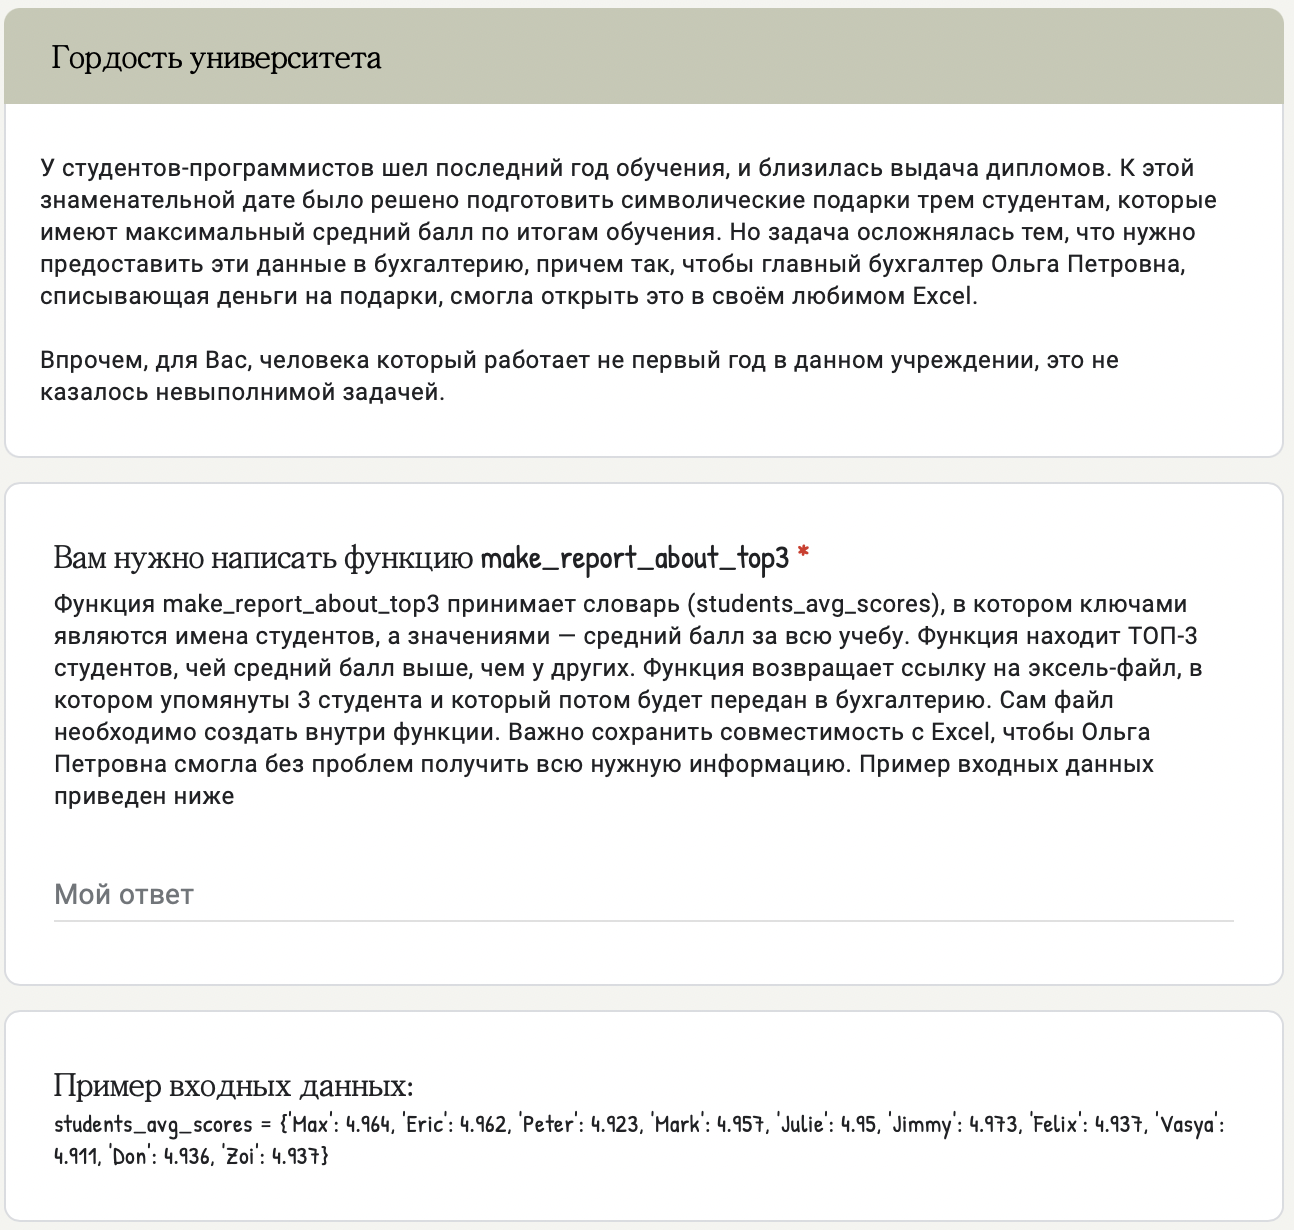 Гордость университета
У студентов-программистов шел последний год обучения, и близилась выдача дипломов. К этой
знаменательной дате было решено подготовить символические подарки трем студентам, которые
имеют максимальный средний балл по итогам обучения. Но задача осложнялась тем, что нужно
предоставить эти данные в бухгалтерию, причем так, чтобы главный бухгалтер Ольга Петровна,
списывающая деньги на подарки, смогла открыть это в своём любимом Excel.
Впрочем, для Вас, человека который работает не первый год в данном учреждении, это не
казалось невыполнимой задачей.
Вам нужно написать функцию make_report_about_top3 *
Функция make_report_about_top3 принимает словарь (students_avg_scores), в котором ключами
являются имена студентов, а значениями — средний балл за всю учебу. Функция находит ТОП-3
студентов, чей средний балл выше, чем у других. Функция возвращает ссылку на эксель-файл, в
котором упомянуты 3 студента и который потом будет передан в бухгалтерию. Сам файл
необходимо создать внутри функции. Важно сохранить совместимость с Excel, чтобы Ольга
Петровна смогла без проблем получить всю нужную информацию. Пример входных данных
приведен ниже
Мой ответ
Пример входных данных:
students_avg_scores = {'Max': 4.964, 'Eric': 4.962, 'Peter': 4.923, 'Mark': 4.957, 'Julie': 4.95, 'Jimmy': 4.973, 'Felix': 4.937, 'Vasya':
4.911, 'Don': 4.936, 'Zoi': 4.937}